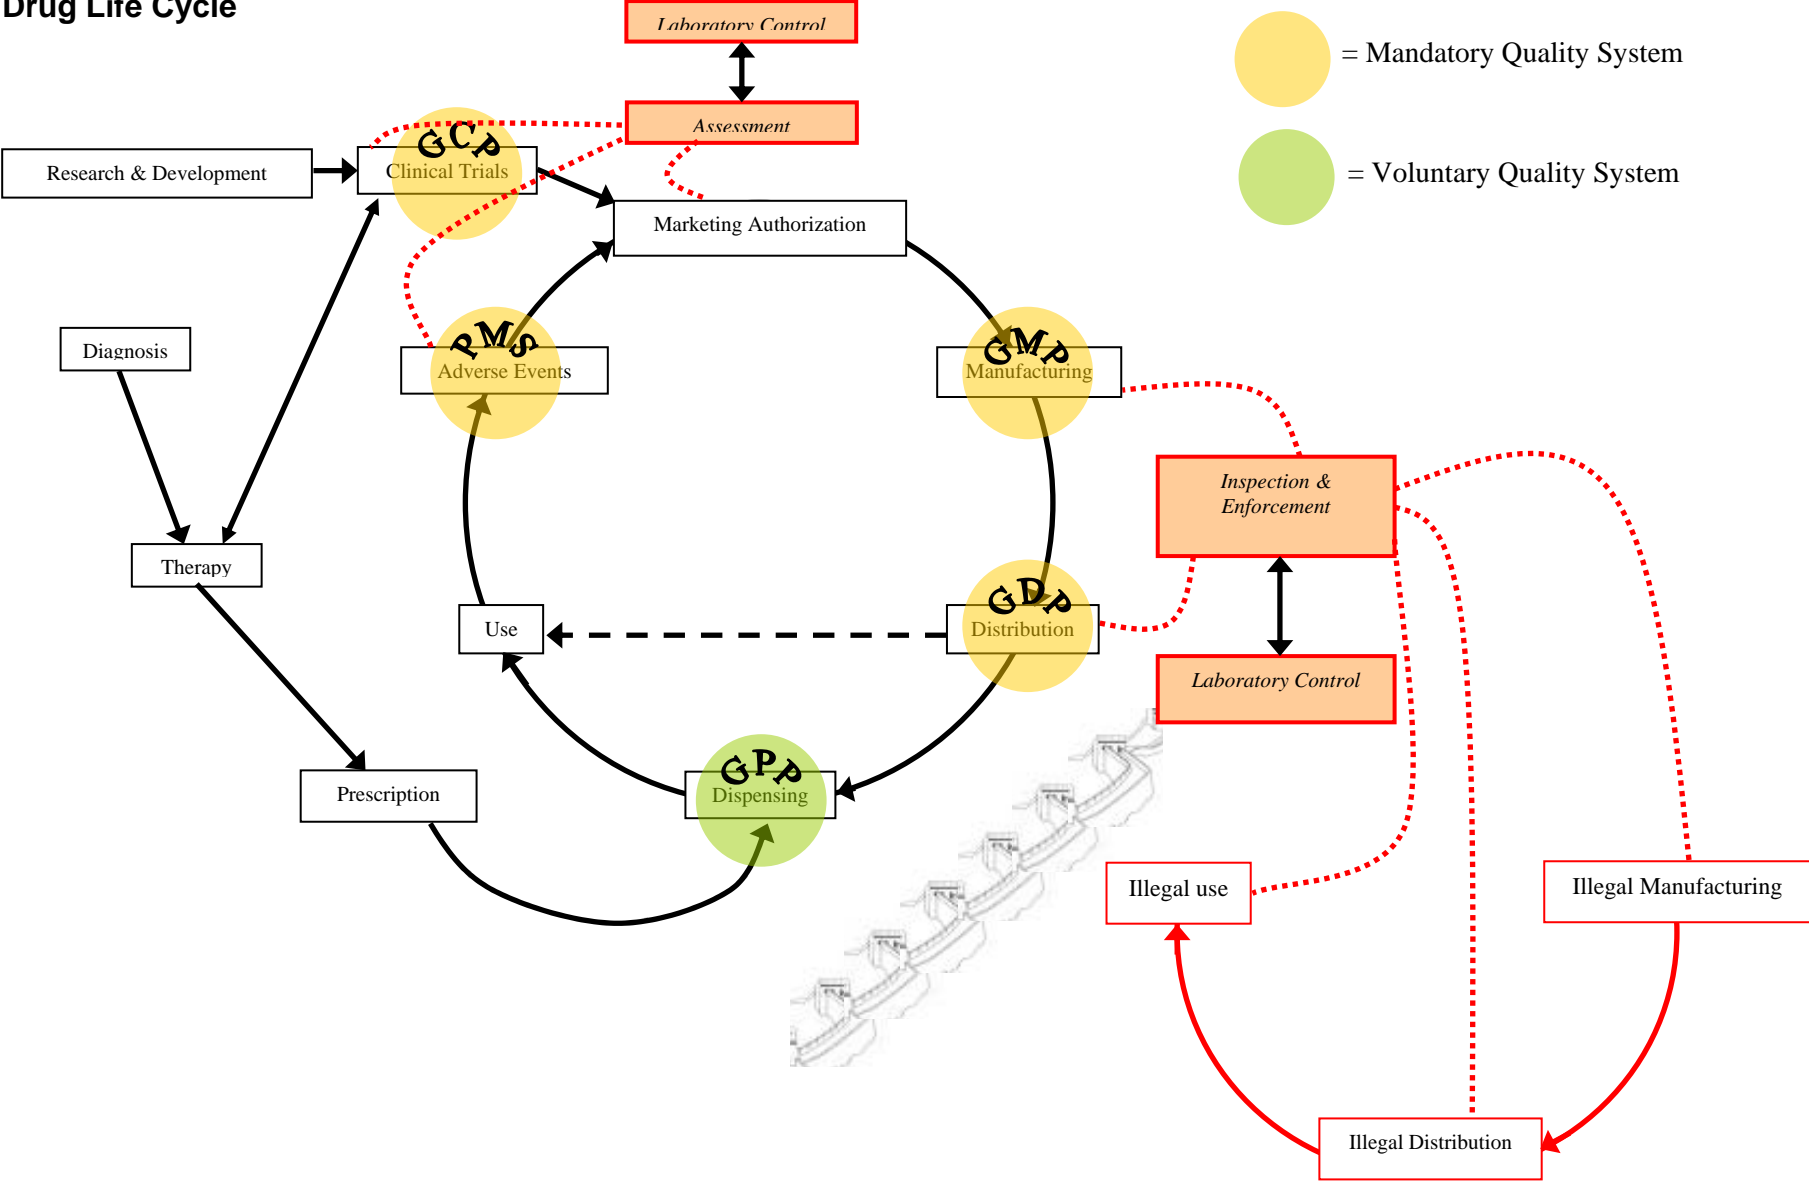 Drug Life Cycle
Laboratory Control
= Mandatory Quality System
Assessment
GCP
Research & Development
Clinical Trials
= Voluntary Quality System
Marketing Authorization
PMS
GMP
Diagnosis
Adverse Events
Manufacturing
Inspection &
Enforcement
Therapy
GDP
Use
Distribution
Laboratory Control
GPP
Prescription
Dispensing
Illegal use
Illegal Manufacturing
Illegal Distribution